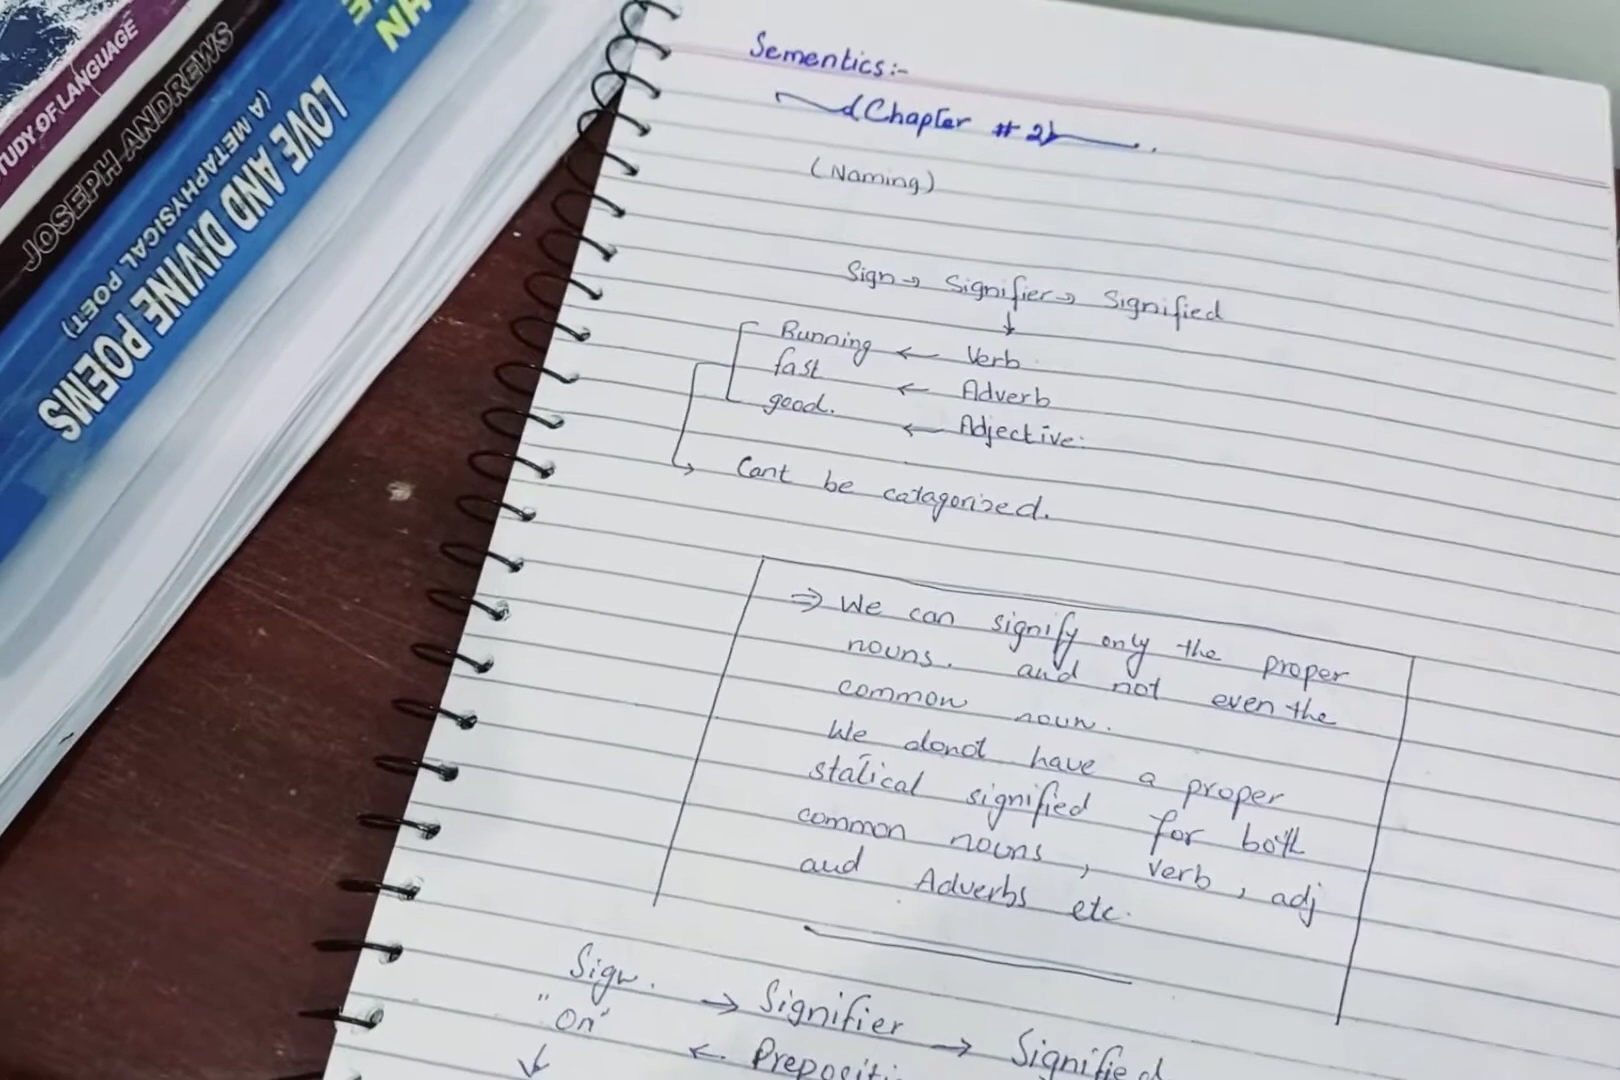 TUDY OF LANGUAGE
JOSEPH ANDREWS
LOVE AND DIVINE POEMS
(A METAPHYSICAL POET)
Sementics:-
(Chapter # 2)
(Naming)
Sign → Signifier → Signified
↓
Running ← Verb
fast ← Adverb
good. ← Adjective.
Cant be catagorized.
⇒ We can signify only the proper
nouns. and not even the
common noun.
We donot have a proper
statical signified for both
common nouns, verb, adj
and Adverbs etc.
Sign. → Signifier → Signified
"on" ← Prepositi
↓